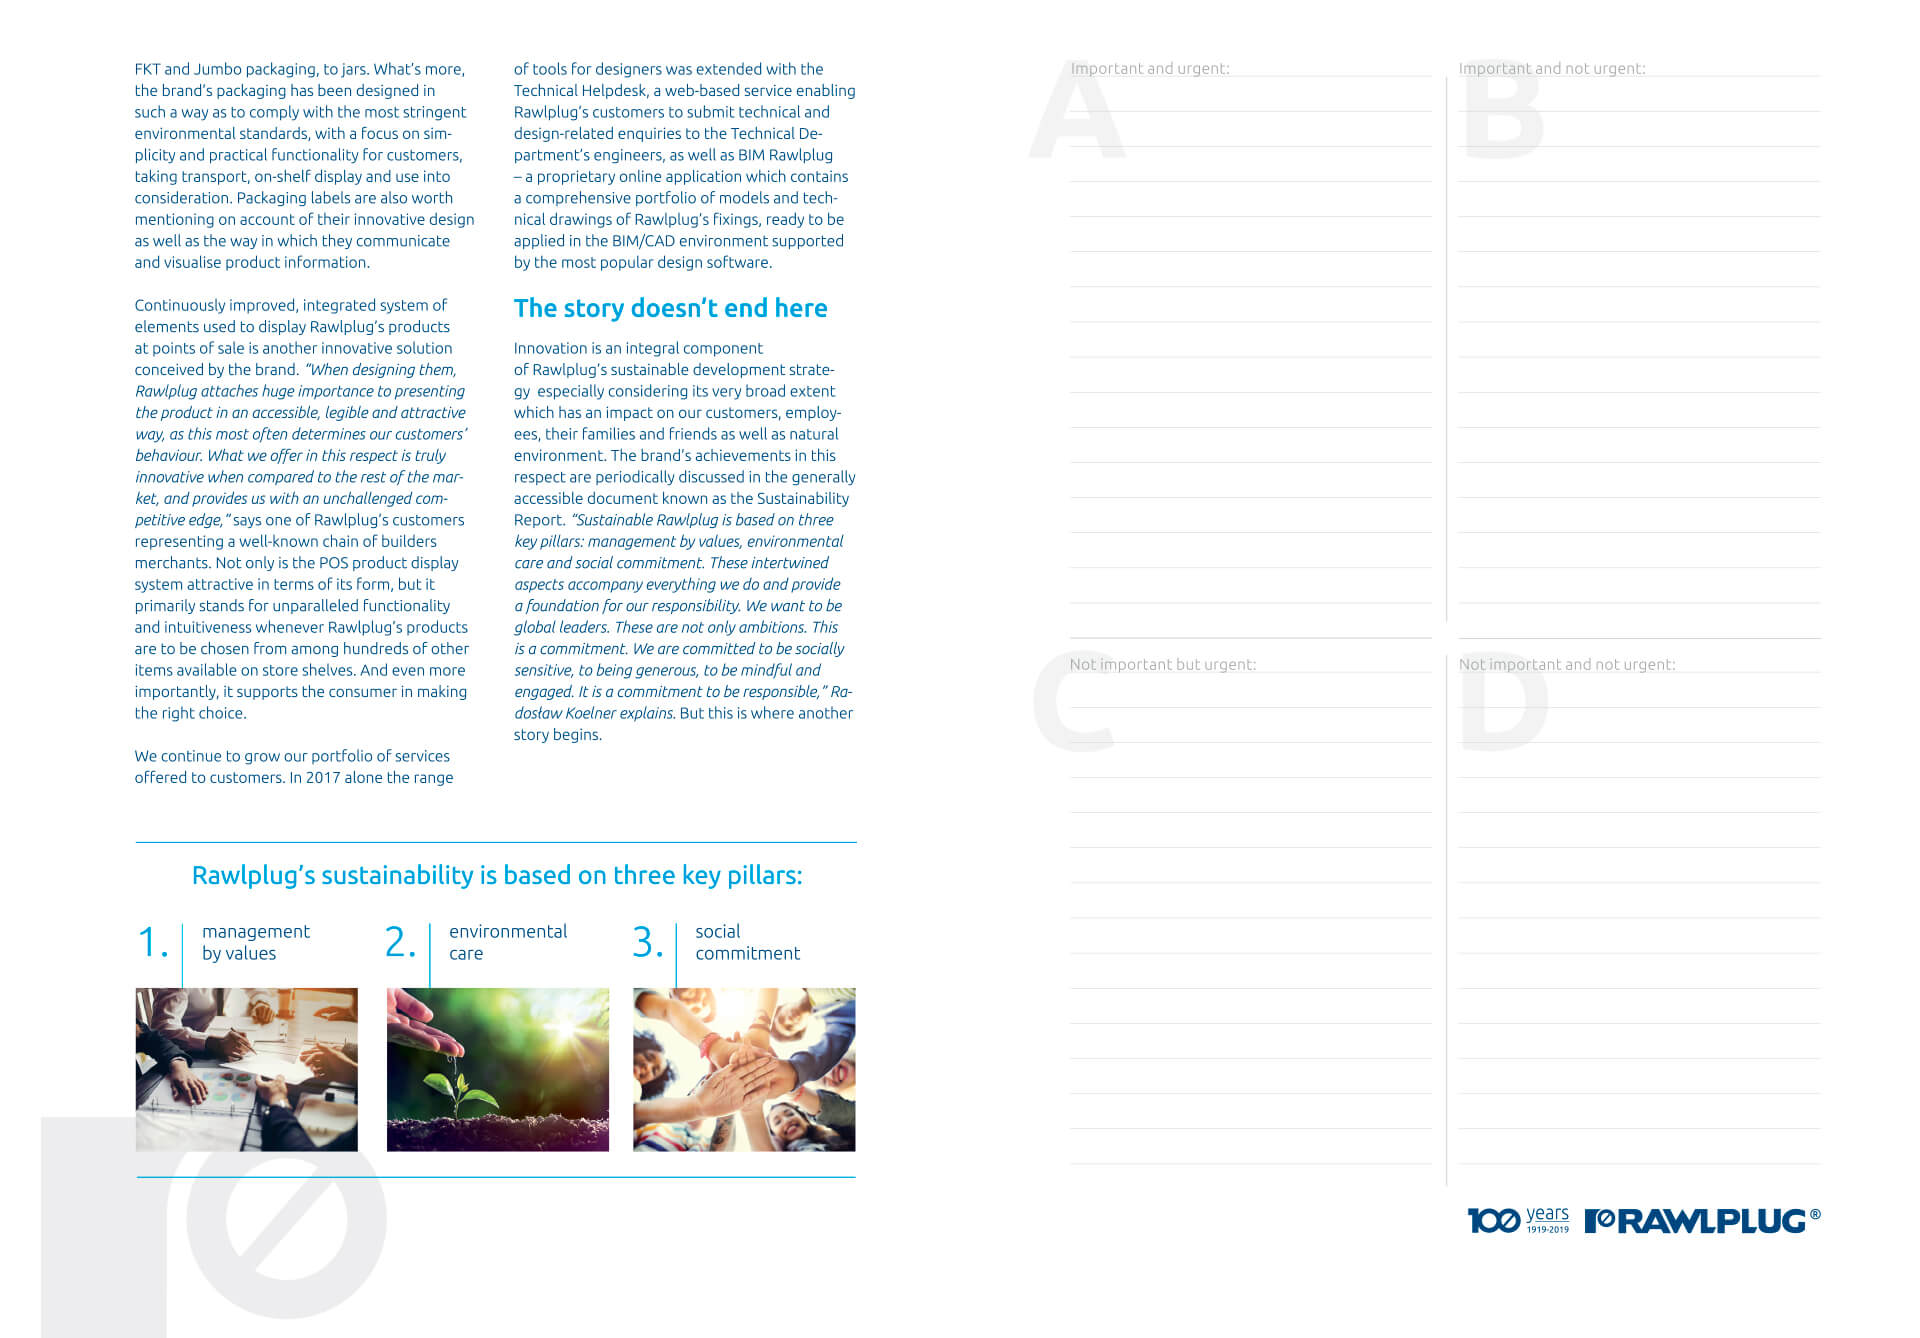 FKT and Jumbo packaging, to jars. What’s more,
the brand’s packaging has been designed in
such a way as to comply with the most stringent
environmental standards, with a focus on sim-
plicity and practical functionality for customers,
taking transport, on-shelf display and use into
consideration. Packaging labels are also worth
mentioning on account of their innovative design
as well as the way in which they communicate
and visualise product information.
Continuously improved, integrated system of
elements used to display Rawlplug’s products
at points of sale is another innovative solution
conceived by the brand. “When designing them,
Rawlplug attaches huge importance to presenting
the product in an accessible, legible and attractive
way, as this most often determines our customers’
behaviour. What we offer in this respect is truly
innovative when compared to the rest of the mar-
ket, and provides us with an unchallenged com-
petitive edge,” says one of Rawlplug’s customers
representing a well-known chain of builders
merchants. Not only is the POS product display
system attractive in terms of its form, but it
primarily stands for unparalleled functionality
and intuitiveness whenever Rawlplug’s products
are to be chosen from among hundreds of other
items available on store shelves. And even more
importantly, it supports the consumer in making
the right choice.
We continue to grow our portfolio of services
offered to customers. In 2017 alone the range
of tools for designers was extended with the
Technical Helpdesk, a web-based service enabling
Rawlplug’s customers to submit technical and
design-related enquiries to the Technical De-
partment’s engineers, as well as BIM Rawlplug
– a proprietary online application which contains
a comprehensive portfolio of models and tech-
nical drawings of Rawlplug’s fixings, ready to be
applied in the BIM/CAD environment supported
by the most popular design software.
The story doesn’t end here
Innovation is an integral component
of Rawlplug’s sustainable development strate-
gy especially considering its very broad extent
which has an impact on our customers, employ-
ees, their families and friends as well as natural
environment. The brand’s achievements in this
respect are periodically discussed in the generally
accessible document known as the Sustainability
Report. “Sustainable Rawlplug is based on three
key pillars: management by values, environmental
care and social commitment. These intertwined
aspects accompany everything we do and provide
a foundation for our responsibility. We want to be
global leaders. These are not only ambitions. This
is a commitment. We are committed to be socially
sensitive, to being generous, to be mindful and
engaged. It is a commitment to be responsible,” Ra-
dosław Koelner explains. But this is where another
story begins.
Rawlplug’s sustainability is based on three key pillars:
1. management
by values
2. environmental
care
3. social
commitment
A
Important and urgent:
B
Important and not urgent:
C
Not important but urgent:
D
Not important and not urgent:
100 years
1919-2019
RAWLPLUG®